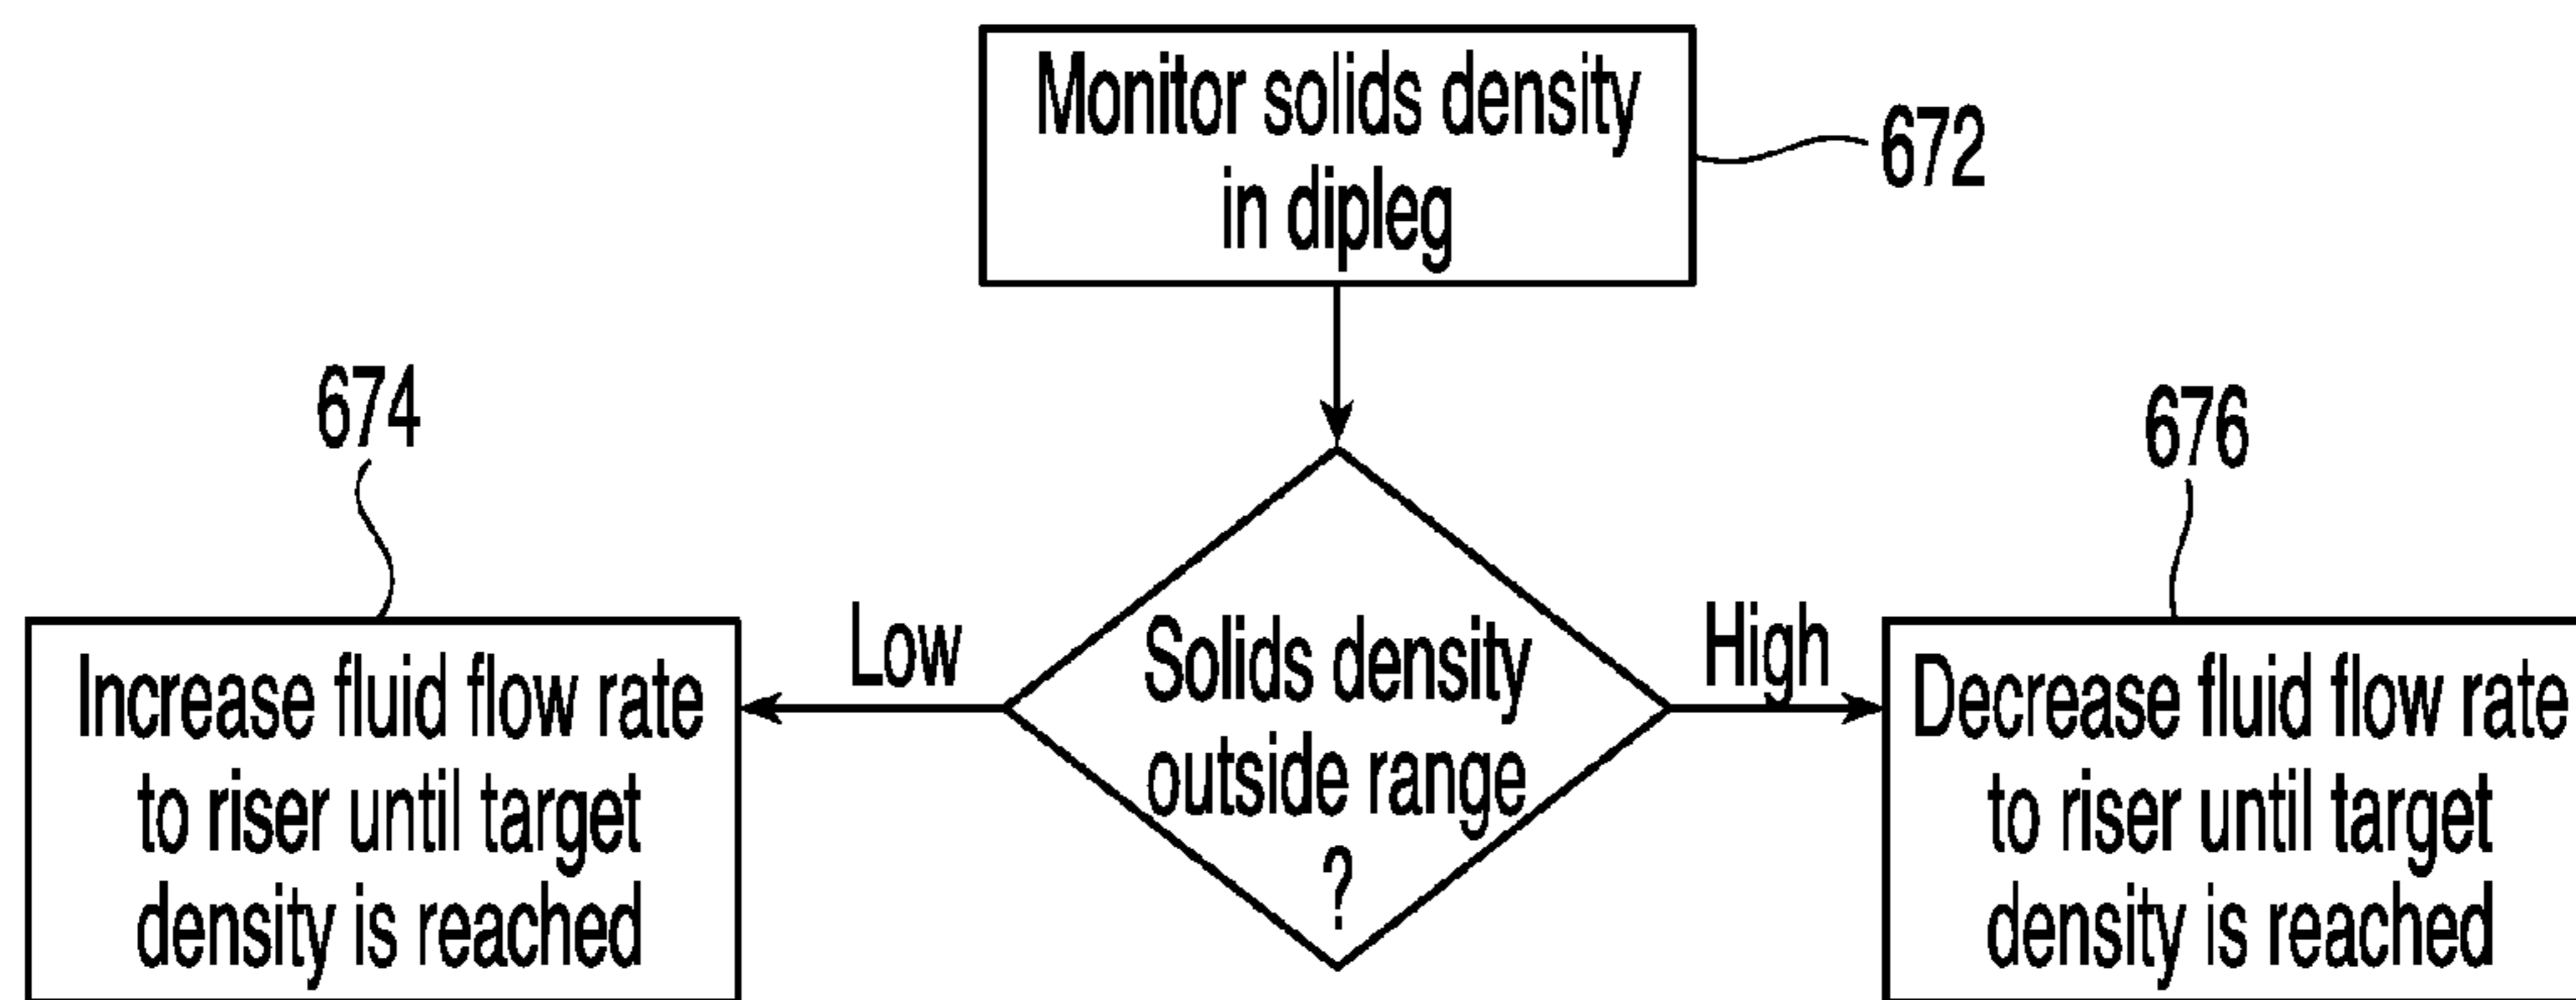 Monitor solids density
in dipleg
672
674
676
Low
High
Increase fluid flow rate
to riser until target
density is reached
Solids density
outside range
?
Decrease fluid flow rate
to riser until target
density is reached